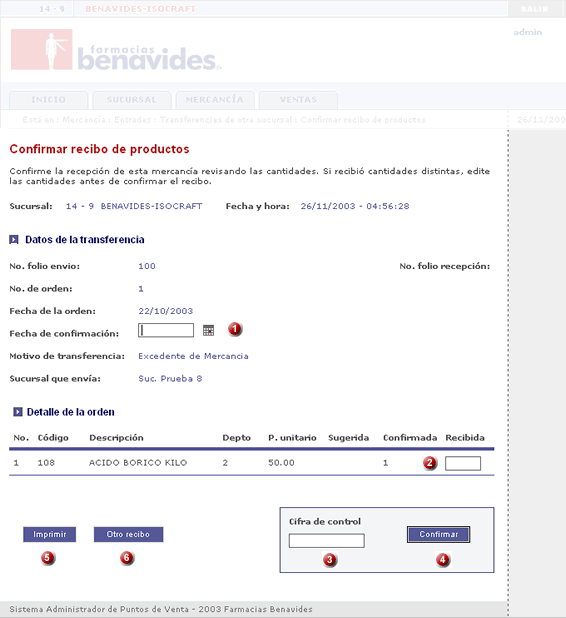 14 - 9 BENAVIDES-ISOCRAFT SALIR
admin
farmacias
benavides
INICIO SUCURSAL MERCANCÍA VENTAS
Esta en : Mercancía : Entradas : Transferencias de otra sucursal : Confirmar recibo de productos 26/11/200
Confirmar recibo de productos
Confirme la recepción de esta mercancía revisando las cantidades. Si recibió cantidades distintas, edite
las cantidades antes de confirmar el recibo.
Sucursal: 14 - 9 BENAVIDES-ISOCRAFT Fecha y hora: 26/11/2003 - 04:56:28
Datos de la transferencia
No. folio envio: 100 No. folio recepción:
No. de orden: 1
Fecha de la orden: 22/10/2003
Fecha de confirmación: 1
Motivo de transferencia: Excedente de Mercancia
Sucursal que envía: Suc. Prueba 8
Detalle de la orden
No. Código Descripción Depto P. unitario Sugerida Confirmada Recibida
1 108 ACIDO BORICO KILO 2 50.00 1 2
Cifra de control
Imprimir Otro recibo Confirmar
5 6 3 4
Sistema Administrador de Puntos de Venta - 2003 Farmacias Benavides